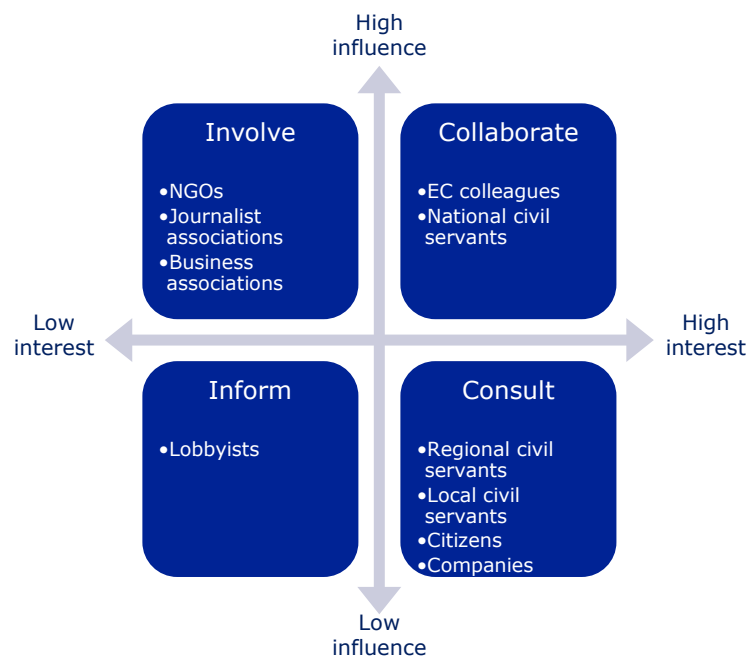 High
influence
Involve
•NGOs
•Journalist
associations
•Business
associations
Collaborate
•EC colleagues
•National civil
servants
Low
interest
High
interest
Inform
•Lobbyists
Consult
•Regional civil
servants
•Local civil
servants
•Citizens
•Companies
Low
influence